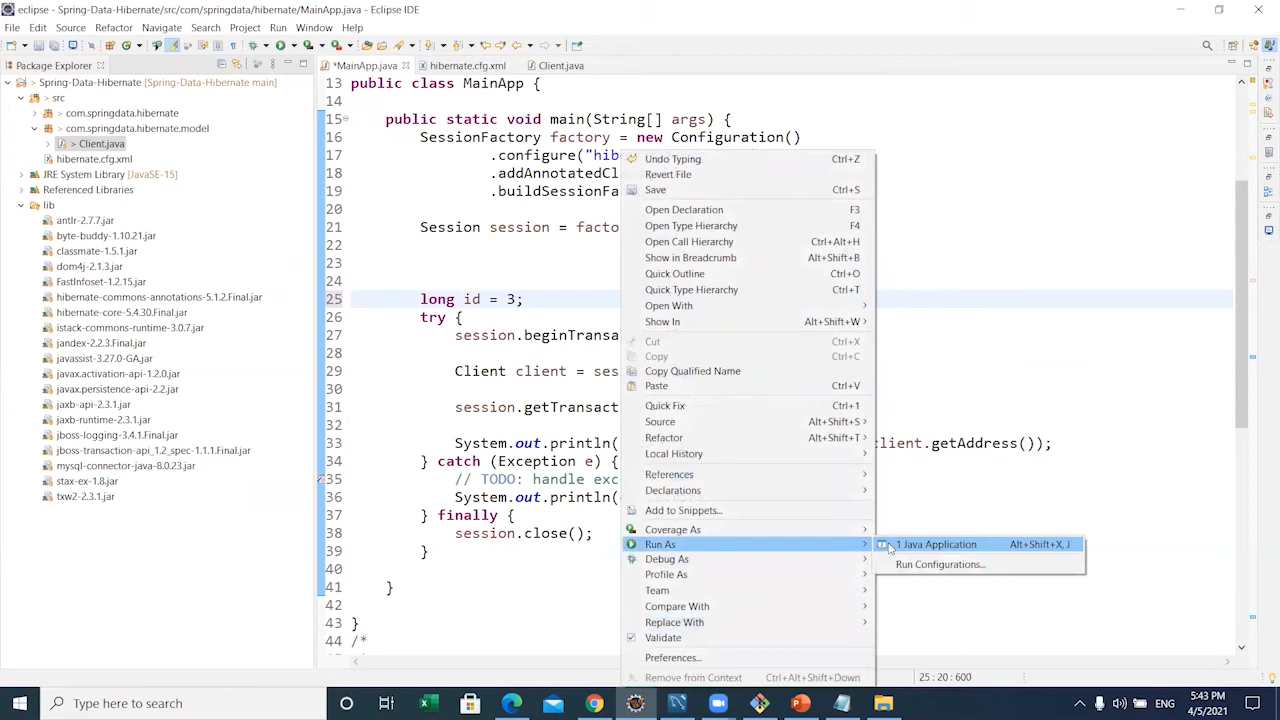 eclipse - Spring-Data-Hibernate/src/com/springdata/hibernate/MainApp.java - Eclipse IDE
File Edit Source Refactor Navigate Search Project Run Window Help
Package Explorer
Spring-Data-Hibernate [Spring-Data-Hibernate main]
> src
> com.springdata.hibernate
> com.springdata.hibernate.model
> Client.java
hibernate.cfg.xml
JRE System Library [JavaSE-15]
Referenced Libraries
lib
antlr-2.7.7.jar
byte-buddy-1.10.21.jar
classmate-1.5.1.jar
dom4j-2.1.3.jar
FastInfoset-1.2.15.jar
hibernate-commons-annotations-5.1.2.Final.jar
hibernate-core-5.4.30.Final.jar
istack-commons-runtime-3.0.7.jar
jandex-2.2.3.Final.jar
javassist-3.27.0-GA.jar
javax.activation-api-1.2.0.jar
javax.persistence-api-2.2.jar
jaxb-api-2.3.1.jar
jaxb-runtime-2.3.1.jar
jboss-logging-3.4.1.Final.jar
jboss-transaction-api_1.2_spec-1.1.1.Final.jar
mysql-connector-java-8.0.23.jar
stax-ex-1.8.jar
txw2-2.3.1.jar
*MainApp.java hibernate.cfg.xml Client.java
13 public class MainApp {
14
15 public static void main(String[] args) {
16 SessionFactory factory = new Configuration()
17 .configure("hib
18 .addAnnotatedCl
19 .buildSessionFa
20
21 Session session = facto
22
23
24
25 long id = 3;
26 try {
27 session.beginTransa
28
29 Client client = ses
30
31 session.getTransact
32
33 System.out.println( client.getAddress());
34 } catch (Exception e) {
35 // TODO: handle exc
36 System.out.println(
37 } finally {
38 session.close();
39 }
40
41 }
42
43 }
44 /*
Undo Typing Ctrl+Z
Revert File
Save Ctrl+S
Open Declaration F3
Open Type Hierarchy F4
Open Call Hierarchy Ctrl+Alt+H
Show in Breadcrumb Alt+Shift+B
Quick Outline Ctrl+O
Quick Type Hierarchy Ctrl+T
Open With
Show In Alt+Shift+W
Cut Ctrl+X
Copy Ctrl+C
Copy Qualified Name
Paste Ctrl+V
Quick Fix Ctrl+1
Source Alt+Shift+S
Refactor Alt+Shift+T
Local History
References
Declarations
Add to Snippets...
Coverage As
Run As
Debug As
Profile As
Team
Compare With
Replace With
Validate
Preferences...
Remove from Context Ctrl+Alt+Shift+Down
1 Java Application Alt+Shift+X, J
Run Configurations...
25 : 20 : 600
Type here to search
ENG
5:43 PM
4/5/2021